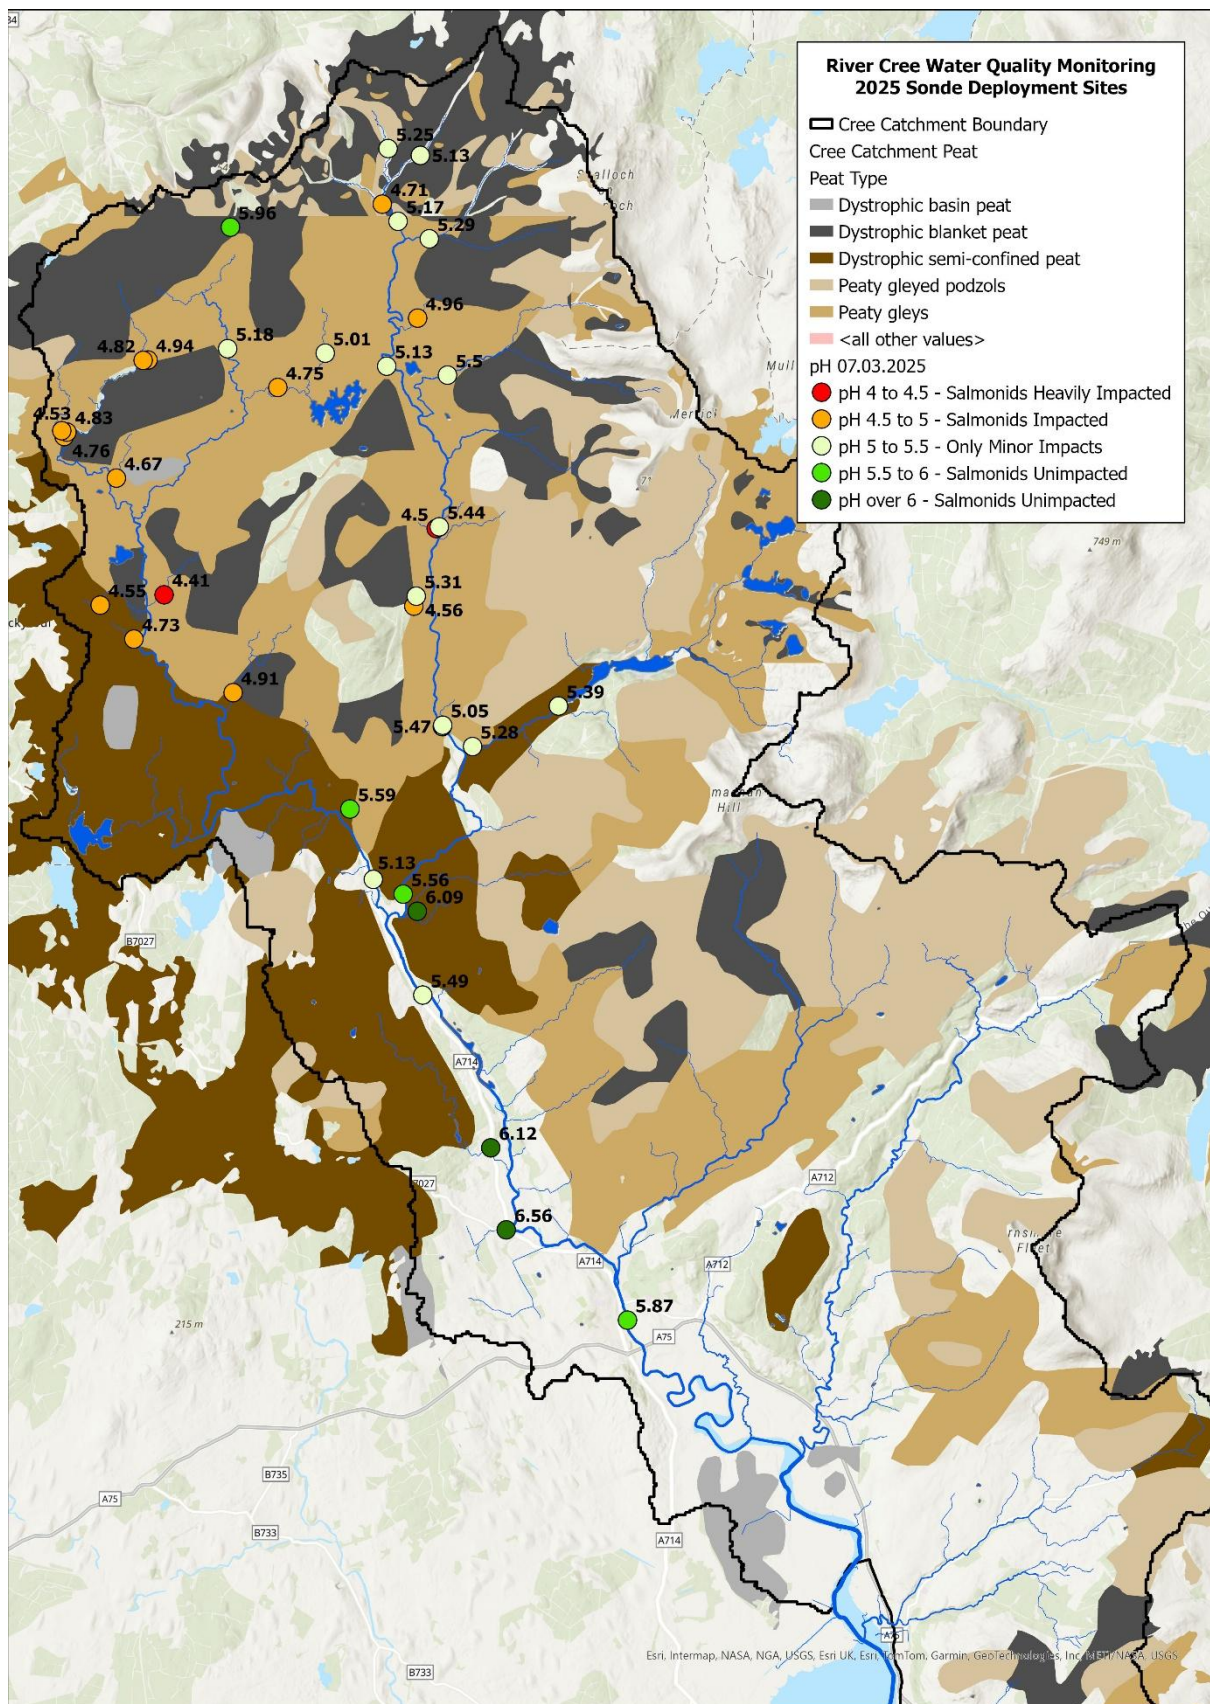 34
River Cree Water Quality Monitoring
2025 Sonde Deployment Sites
Cree Catchment Boundary
Cree Catchment Peat
Peat Type
Dystrophic basin peat
Dystrophic blanket peat
Dystrophic semi-confined peat
Peaty gleyed podzols
Peaty gleys
<all other values>
pH 07.03.2025
pH 4 to 4.5 - Salmonids Heavily Impacted
pH 4.5 to 5 - Salmonids Impacted
pH 5 to 5.5 - Only Minor Impacts
pH 5.5 to 6 - Salmonids Unimpacted
pH over 6 - Salmonids Unimpacted
5.25
5.13
4.71
5.17
5.96
5.29
4.96
5.18
5.01
4.82
4.94
5.13
5.5
4.75
Merrick
4.53
4.83
4.76
4.67
4.5
5.44
749 m
4.41
5.31
4.55
4.56
4.73
4.91
5.39
5.05
5.47
5.28
Hill
5.59
5.13
5.56
6.09
B7027
5.49
A714
6.12
A712
6.56
A714
A712
5.87
A75
215 m
B735
A75
B733
A714
A75
B733
Esri, Intermap, NASA, NGA, USGS, Esri UK, Esri, TomTom, Garmin, GeoTechnologies, Inc, METI/NASA, USGS